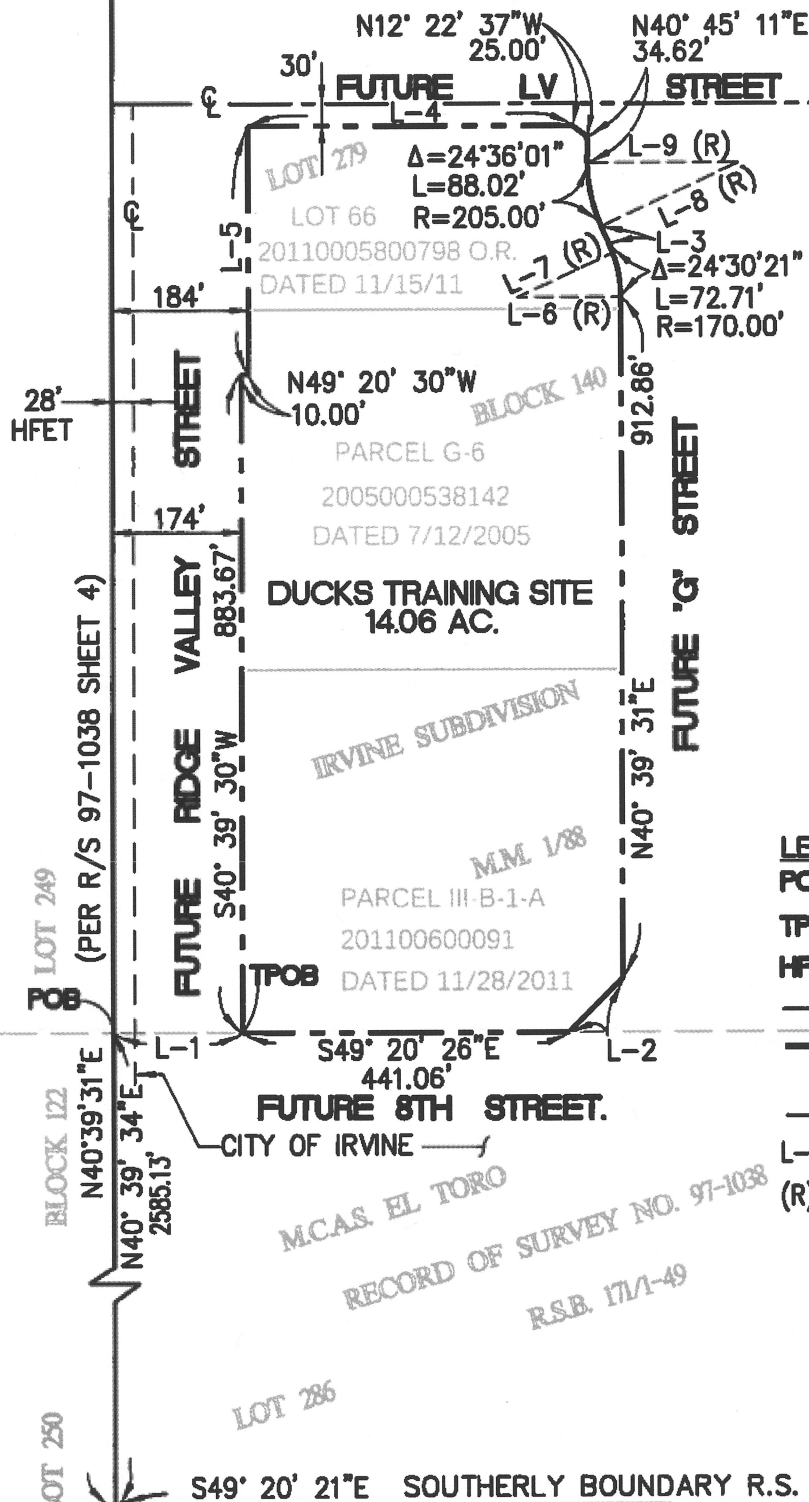 N12° 22' 37"W
25.00'
N40° 45' 11"E
34.62'
30'
FUTURE LV STREET
℄
L-4
LOT 279
Δ=24°36'01"
L=88.02'
R=205.00'
L-9 (R)
L-8 (R)
℄
L-5
LOT 66
20110005800798 O.R.
DATED 11/15/11
L-7 (R)
L-3
Δ=24°30'21"
L=72.71'
R=170.00'
184'
L-6 (R)
28'
HFET
N49° 20' 30"W
10.00'
BLOCK 140
912.86'
PARCEL G-6
2005000538142
DATED 7/12/2005
174'
DUCKS TRAINING SITE
14.06 AC.
FUTURE RIDGE VALLEY STREET
883.67'
S40° 39' 30"W
FUTURE "G" STREET
N40° 39' 31"E
(PER R/S 97-1038 SHEET 4)
IRVINE SUBDIVISION
M.M. 1/88
LOT 249
PARCEL III-B-1-A
201100600091
DATED 11/28/2011
POB
TPOB
L-1
S49° 20' 26"E
441.06'
L-2
FUTURE 8TH STREET.
CITY OF IRVINE
BLOCK 122
N40°39'31"E
N40° 39' 34"E
2585.13'
M.C.A.S. EL TORO
RECORD OF SURVEY NO. 97-1038
R.S.B. 171/1-49
LOT 286
OT 250
S49° 20' 21"E SOUTHERLY BOUNDARY R.S.
LE
PO
TP
HF
L-
(R)